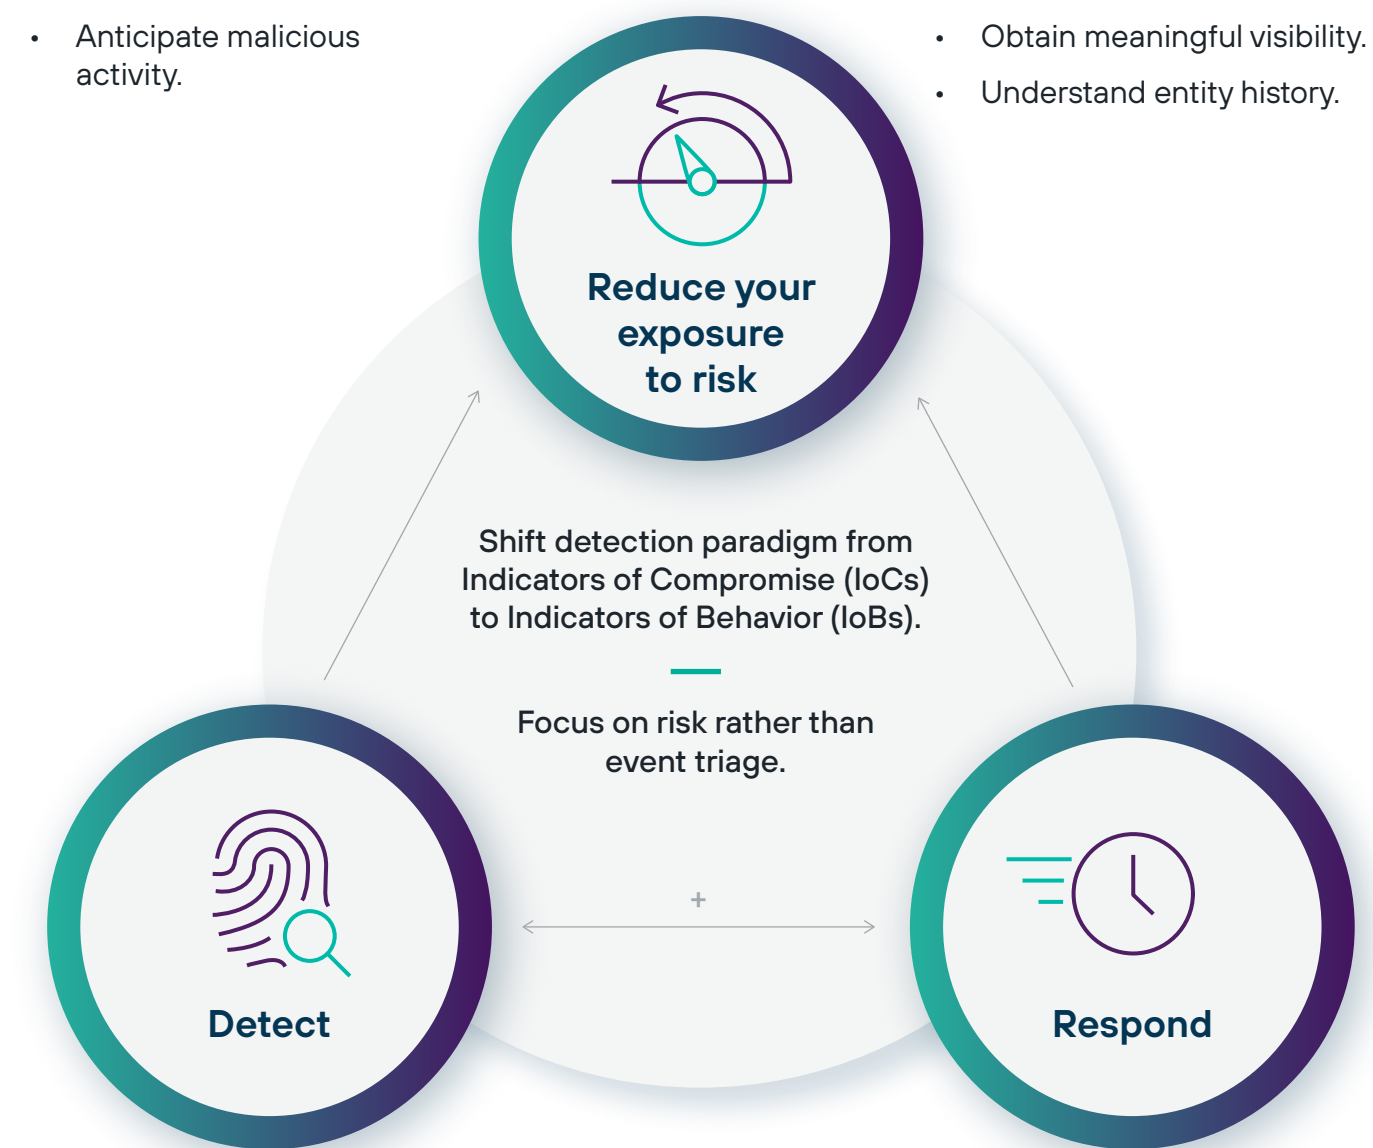 • Anticipate malicious
activity.
• Obtain meaningful visibility.
• Understand entity history.
Reduce your
exposure
to risk
Shift detection paradigm from
Indicators of Compromise (IoCs)
to Indicators of Behavior (IoBs).
Focus on risk rather than
event triage.
+
Detect
Respond